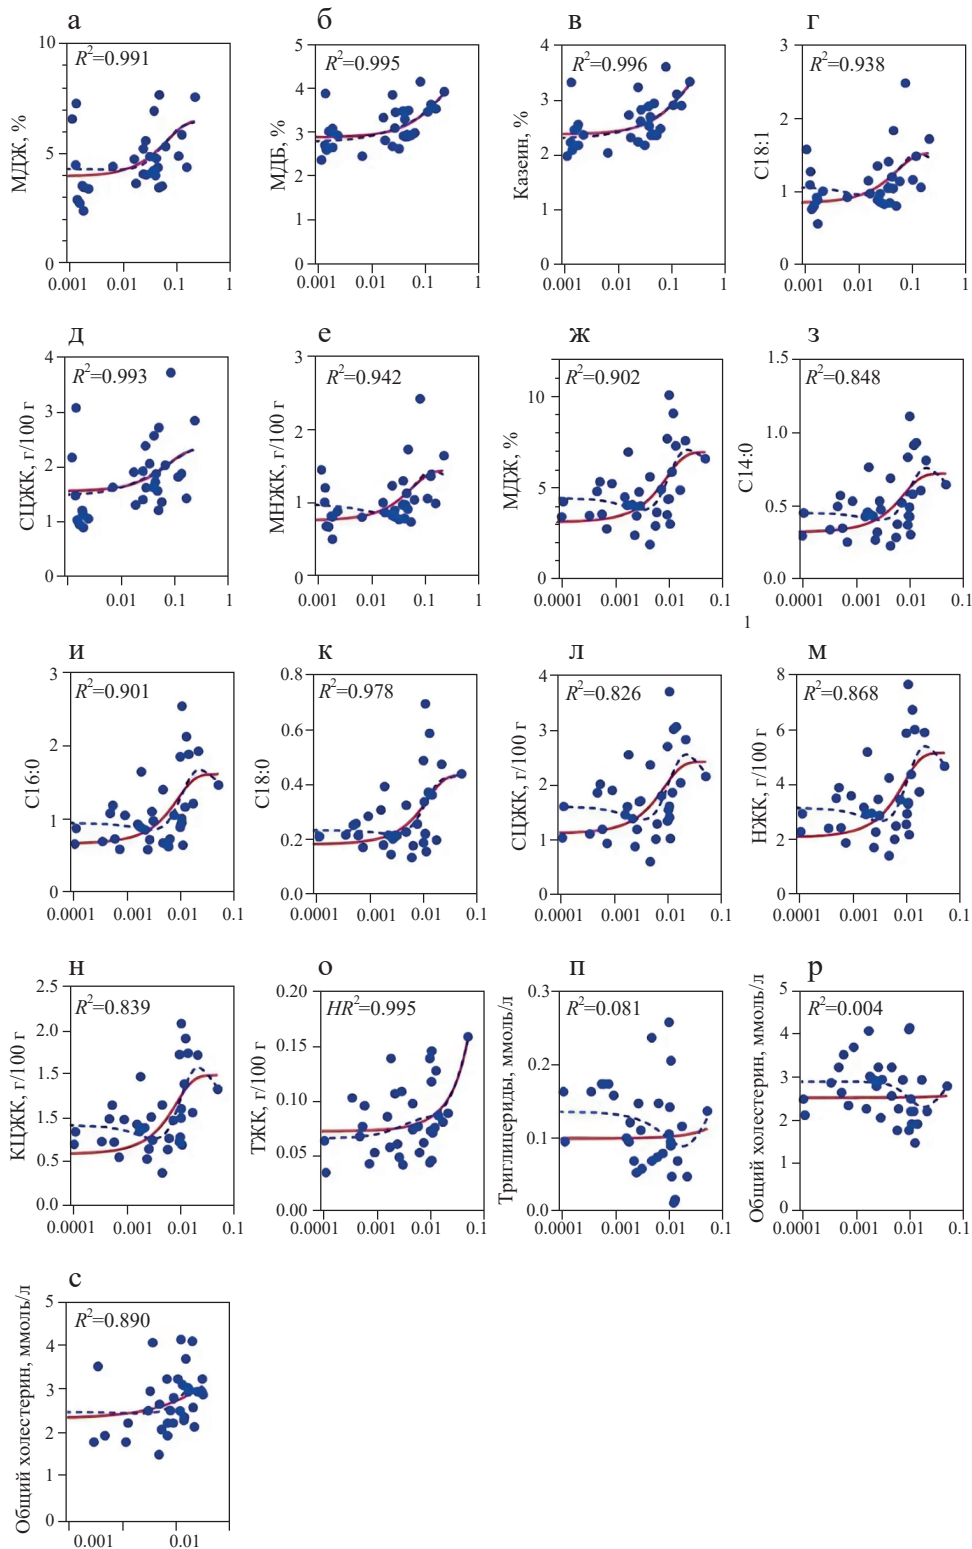 а
б
в
г
10
5
0
МДЖ, %
R²=0.991
0.001
0.01
0.1
1
5
4
3
2
1
0
МДБ, %
R²=0.995
0.001
0.01
0.1
1
4
3
2
1
0
Казеин, %
R²=0.996
0.001
0.01
0.1
1
3
2
1
0
C18:1
R²=0.938
0.001
0.01
0.1
1
д
е
ж
з
4
3
2
1
0
СЦЖК, г/100 г
R²=0.993
0.01
0.1
1
3
2
1
0
МНЖК, г/100 г
R²=0.942
0.001
0.01
0.1
1
10
5
0
МДЖ, %
R²=0.902
0.0001
0.001
0.01
0.1
1.5
1.0
0.5
0.0
C14:0
R²=0.848
0.0001
0.001
0.01
0.1
1
и
к
л
м
3
2
1
0
C16:0
R²=0.901
0.0001
0.001
0.01
0.1
0.8
0.6
0.4
0.2
0.0
C18:0
R²=0.978
0.0001
0.001
0.01
0.1
4
3
2
1
0
СЦЖК, г/100 г
R²=0.826
0.0001
0.001
0.01
0.1
8
6
4
2
0
НЖК, г/100 г
R²=0.868
0.0001
0.001
0.01
0.1
н
о
п
р
2.5
2.0
1.5
1.5
0.5
0.0
КЦЖК, г/100 г
R²=0.839
0.0001
0.001
0.01
0.1
0.20
0.15
0.10
0.05
0.00
ТЖК, г/100 г
HR²=0.995
0.0001
0.001
0.01
0.1
0.3
0.2
0.1
0.0
Триглицериды, ммоль/л
R²=0.081
0.0001
0.001
0.01
0.1
5
4
3
2
1
0
Общий холестерин, ммоль/л
R²=0.004
0.0001
0.001
0.01
0.1
с
5
4
3
2
1
0
Общий холестерин, ммоль/л
R²=0.890
0.001
0.01